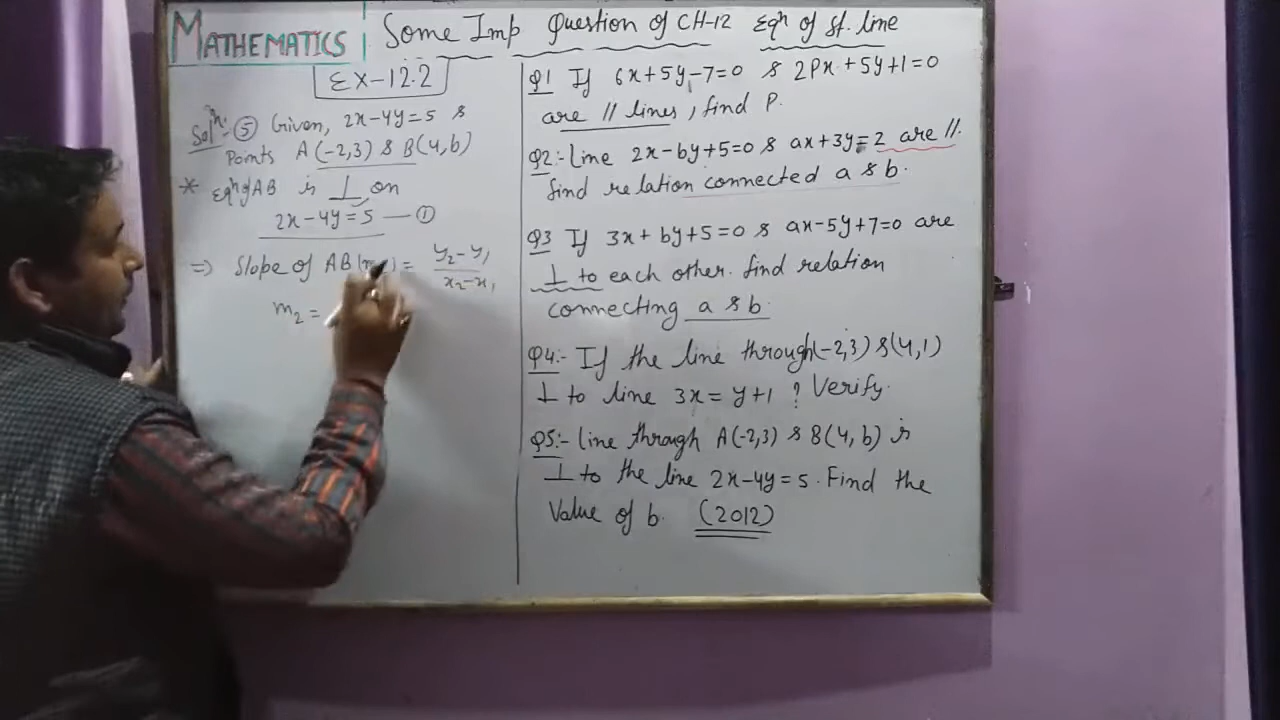 MATHEMATICS
Some Imp Question of CH-12 Eqⁿ of St. line
Ex-12.2
Solⁿ:- ⑤ Given, 2x-4y=5 &
Points A(-2,3) & B(4,b)
* Eqⁿ of AB is ⊥ on
2x-4y=5 — ①
⇒ Slope of AB = y₂-y₁ / x₂-x₁
m₂ =
Q1 If 6x+5y-7=0 & 2Px+5y+1=0
are // lines, find P.
Q2:- Line 2x-by+5=0 & ax+3y=2 are //.
find relation connected a & b.
Q3 If 3x+by+5=0 & ax-5y+7=0 are
⊥ to each other. find relation
connecting a & b.
Q4:- If the line through(-2,3) & (4,1)
⊥ to line 3x=y+1 ? Verify.
Q5:- Line through A(-2,3) & B(4,b) is
⊥ to the line 2x-4y=5. Find the
Value of b. (2012)